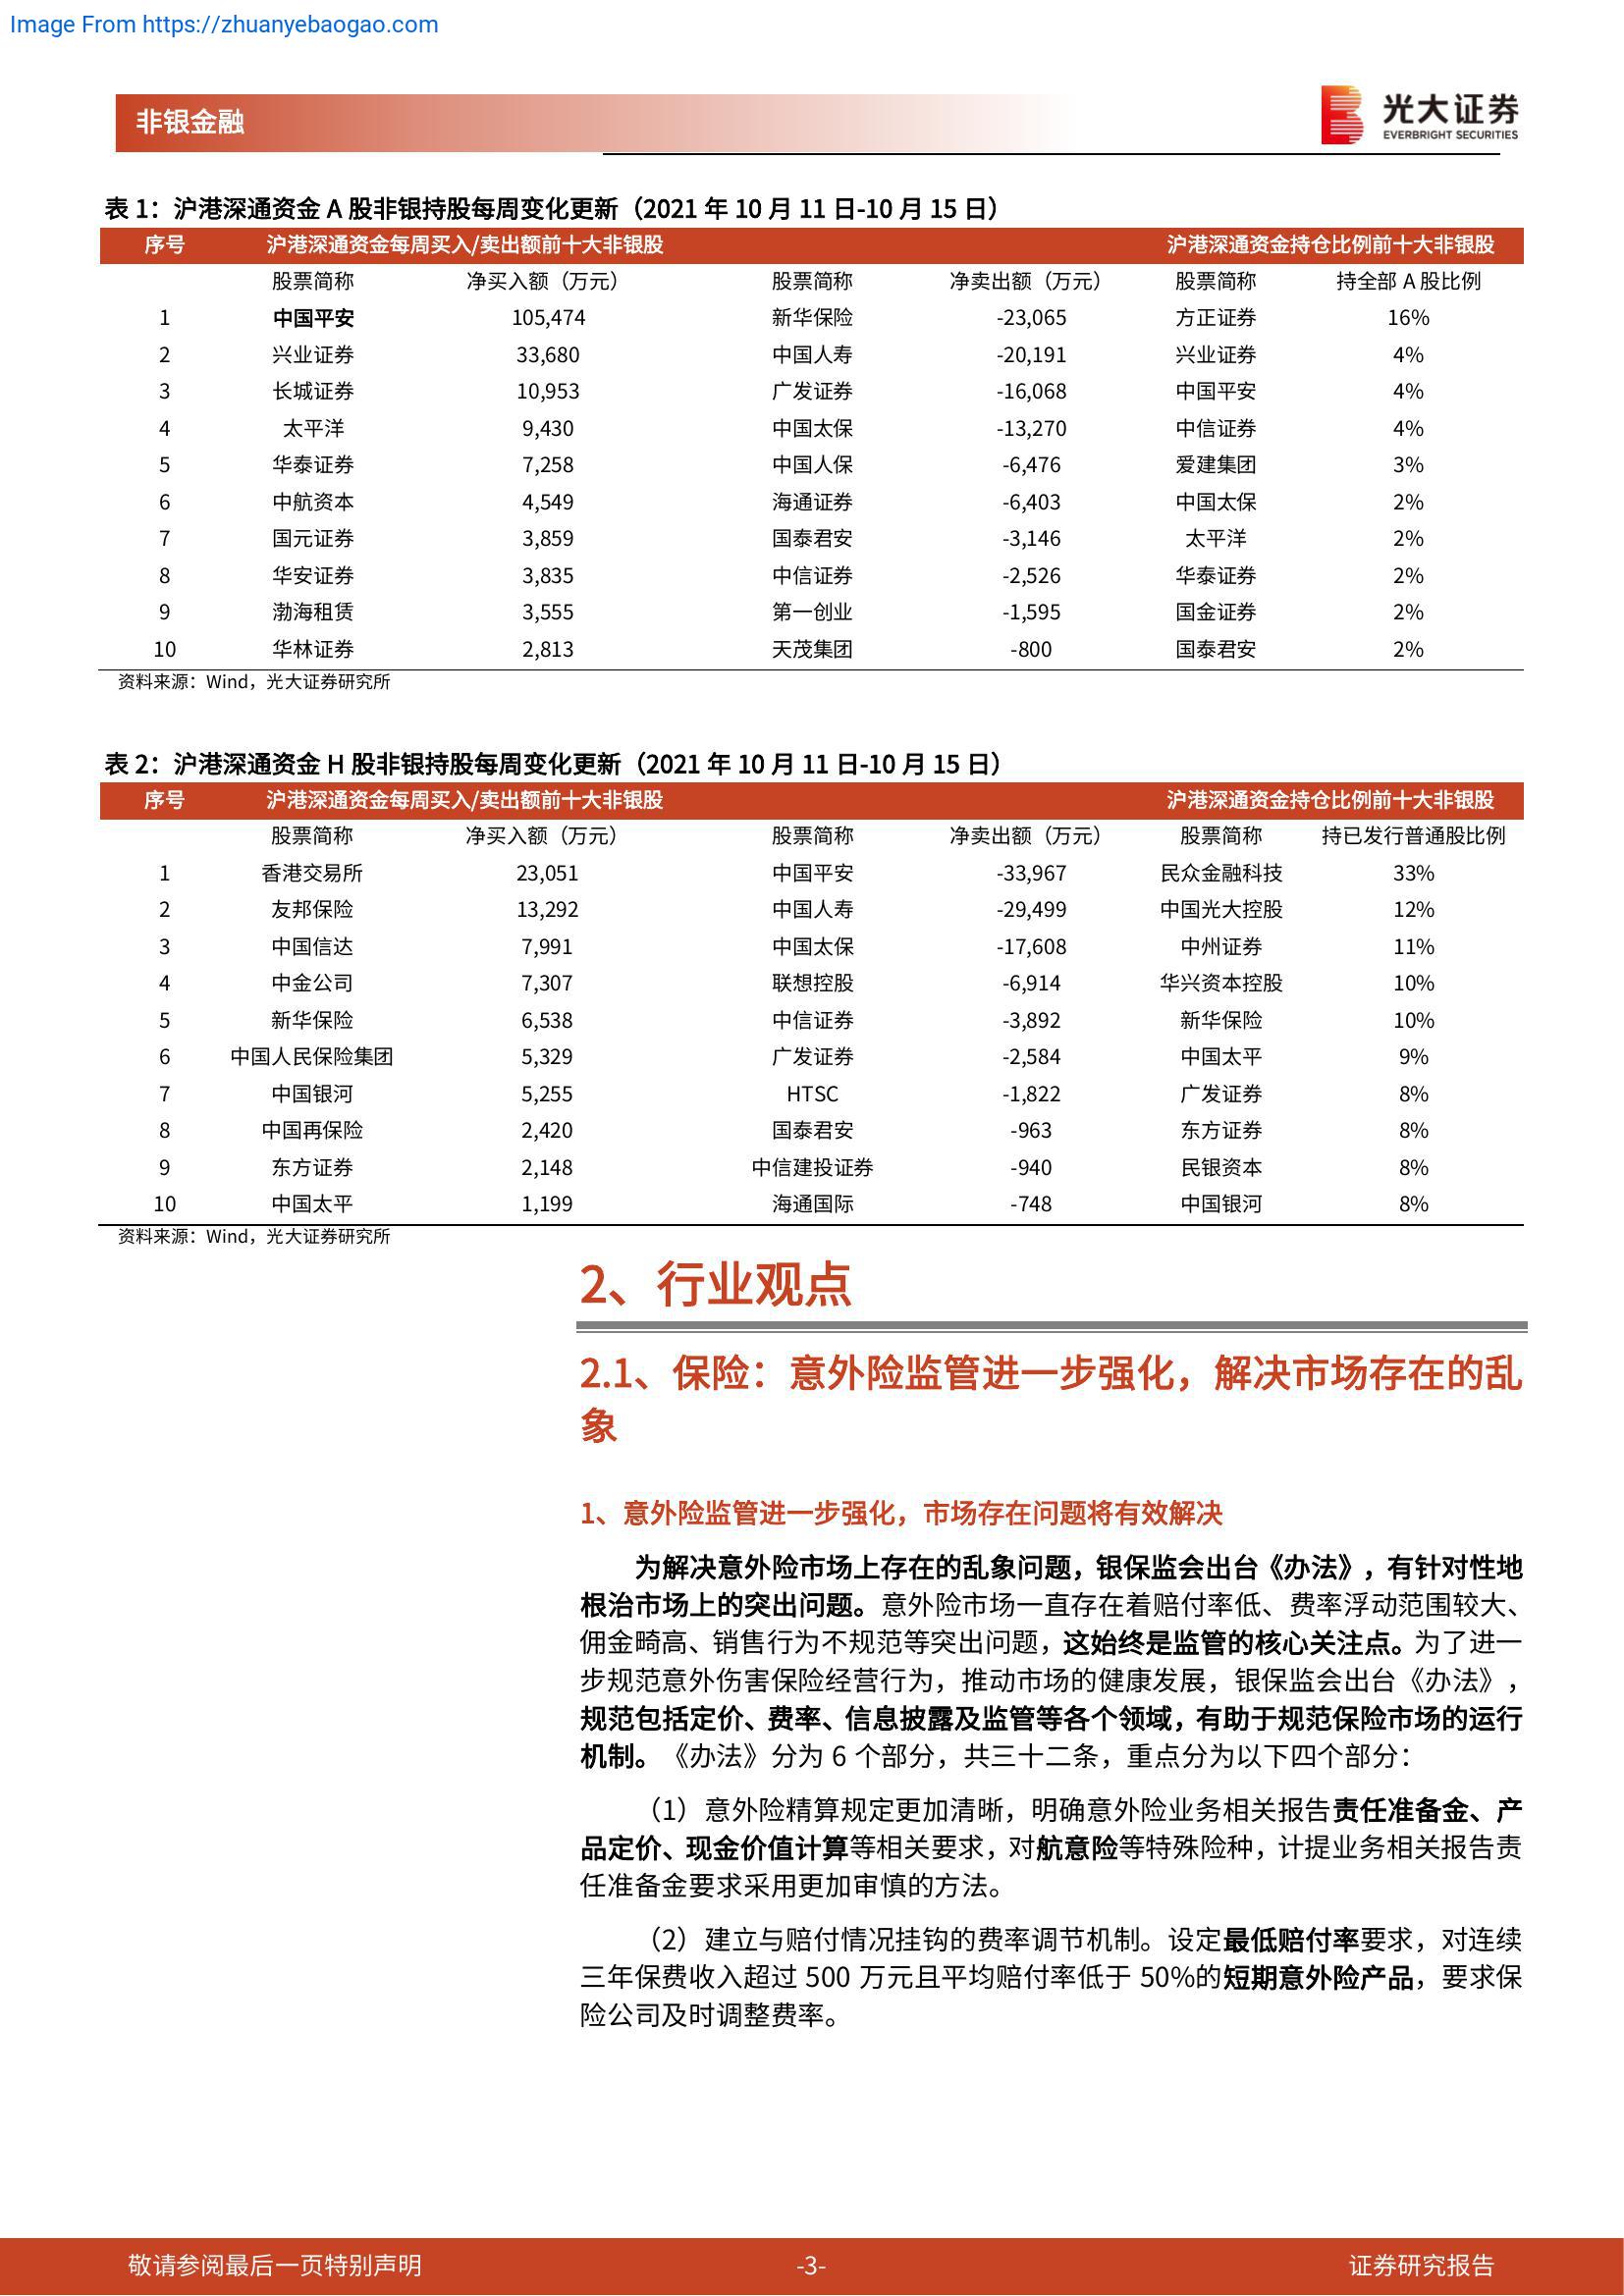 Image From https://zhuanyebaogao.com
非银金融
光大证券
EVERBRIGHT SECURITIES
表 1：沪港深通资金 A 股非银持股每周变化更新（2021 年 10 月 11 日-10 月 15 日）
序号 沪港深通资金每周买入/卖出额前十大非银股 沪港深通资金持仓比例前十大非银股
股票简称 净买入额（万元） 股票简称 净卖出额（万元） 股票简称 持全部 A 股比例
1 中国平安 105,474 新华保险 -23,065 方正证券 16%
2 兴业证券 33,680 中国人寿 -20,191 兴业证券 4%
3 长城证券 10,953 广发证券 -16,068 中国平安 4%
4 太平洋 9,430 中国太保 -13,270 中信证券 4%
5 华泰证券 7,258 中国人保 -6,476 爱建集团 3%
6 中航资本 4,549 海通证券 -6,403 中国太保 2%
7 国元证券 3,859 国泰君安 -3,146 太平洋 2%
8 华安证券 3,835 中信证券 -2,526 华泰证券 2%
9 渤海租赁 3,555 第一创业 -1,595 国金证券 2%
10 华林证券 2,813 天茂集团 -800 国泰君安 2%
资料来源：Wind，光大证券研究所
表 2：沪港深通资金 H 股非银持股每周变化更新（2021 年 10 月 11 日-10 月 15 日）
序号 沪港深通资金每周买入/卖出额前十大非银股 沪港深通资金持仓比例前十大非银股
股票简称 净买入额（万元） 股票简称 净卖出额（万元） 股票简称 持已发行普通股比例
1 香港交易所 23,051 中国平安 -33,967 民众金融科技 33%
2 友邦保险 13,292 中国人寿 -29,499 中国光大控股 12%
3 中国信达 7,991 中国太保 -17,608 中州证券 11%
4 中金公司 7,307 联想控股 -6,914 华兴资本控股 10%
5 新华保险 6,538 中信证券 -3,892 新华保险 10%
6 中国人民保险集团 5,329 广发证券 -2,584 中国太平 9%
7 中国银河 5,255 HTSC -1,822 广发证券 8%
8 中国再保险 2,420 国泰君安 -963 东方证券 8%
9 东方证券 2,148 中信建投证券 -940 民银资本 8%
10 中国太平 1,199 海通国际 -748 中国银河 8%
资料来源：Wind，光大证券研究所
2、行业观点
2.1、保险：意外险监管进一步强化，解决市场存在的乱
象
1、意外险监管进一步强化，市场存在问题将有效解决
为解决意外险市场上存在的乱象问题，银保监会出台《办法》，有针对性地
根治市场上的突出问题。意外险市场一直存在着赔付率低、费率浮动范围较大、
佣金畸高、销售行为不规范等突出问题，这始终是监管的核心关注点。为了进一
步规范意外伤害保险经营行为，推动市场的健康发展，银保监会出台《办法》，
规范包括定价、费率、信息披露及监管等各个领域，有助于规范保险市场的运行
机制。《办法》分为 6 个部分，共三十二条，重点分为以下四个部分：
（1）意外险精算规定更加清晰，明确意外险业务相关报告责任准备金、产
品定价、现金价值计算等相关要求，对航意险等特殊险种，计提业务相关报告责
任准备金要求采用更加审慎的方法。
（2）建立与赔付情况挂钩的费率调节机制。设定最低赔付率要求，对连续
三年保费收入超过 500 万元且平均赔付率低于 50%的短期意外险产品，要求保
险公司及时调整费率。
敬请参阅最后一页特别声明 -3- 证券研究报告